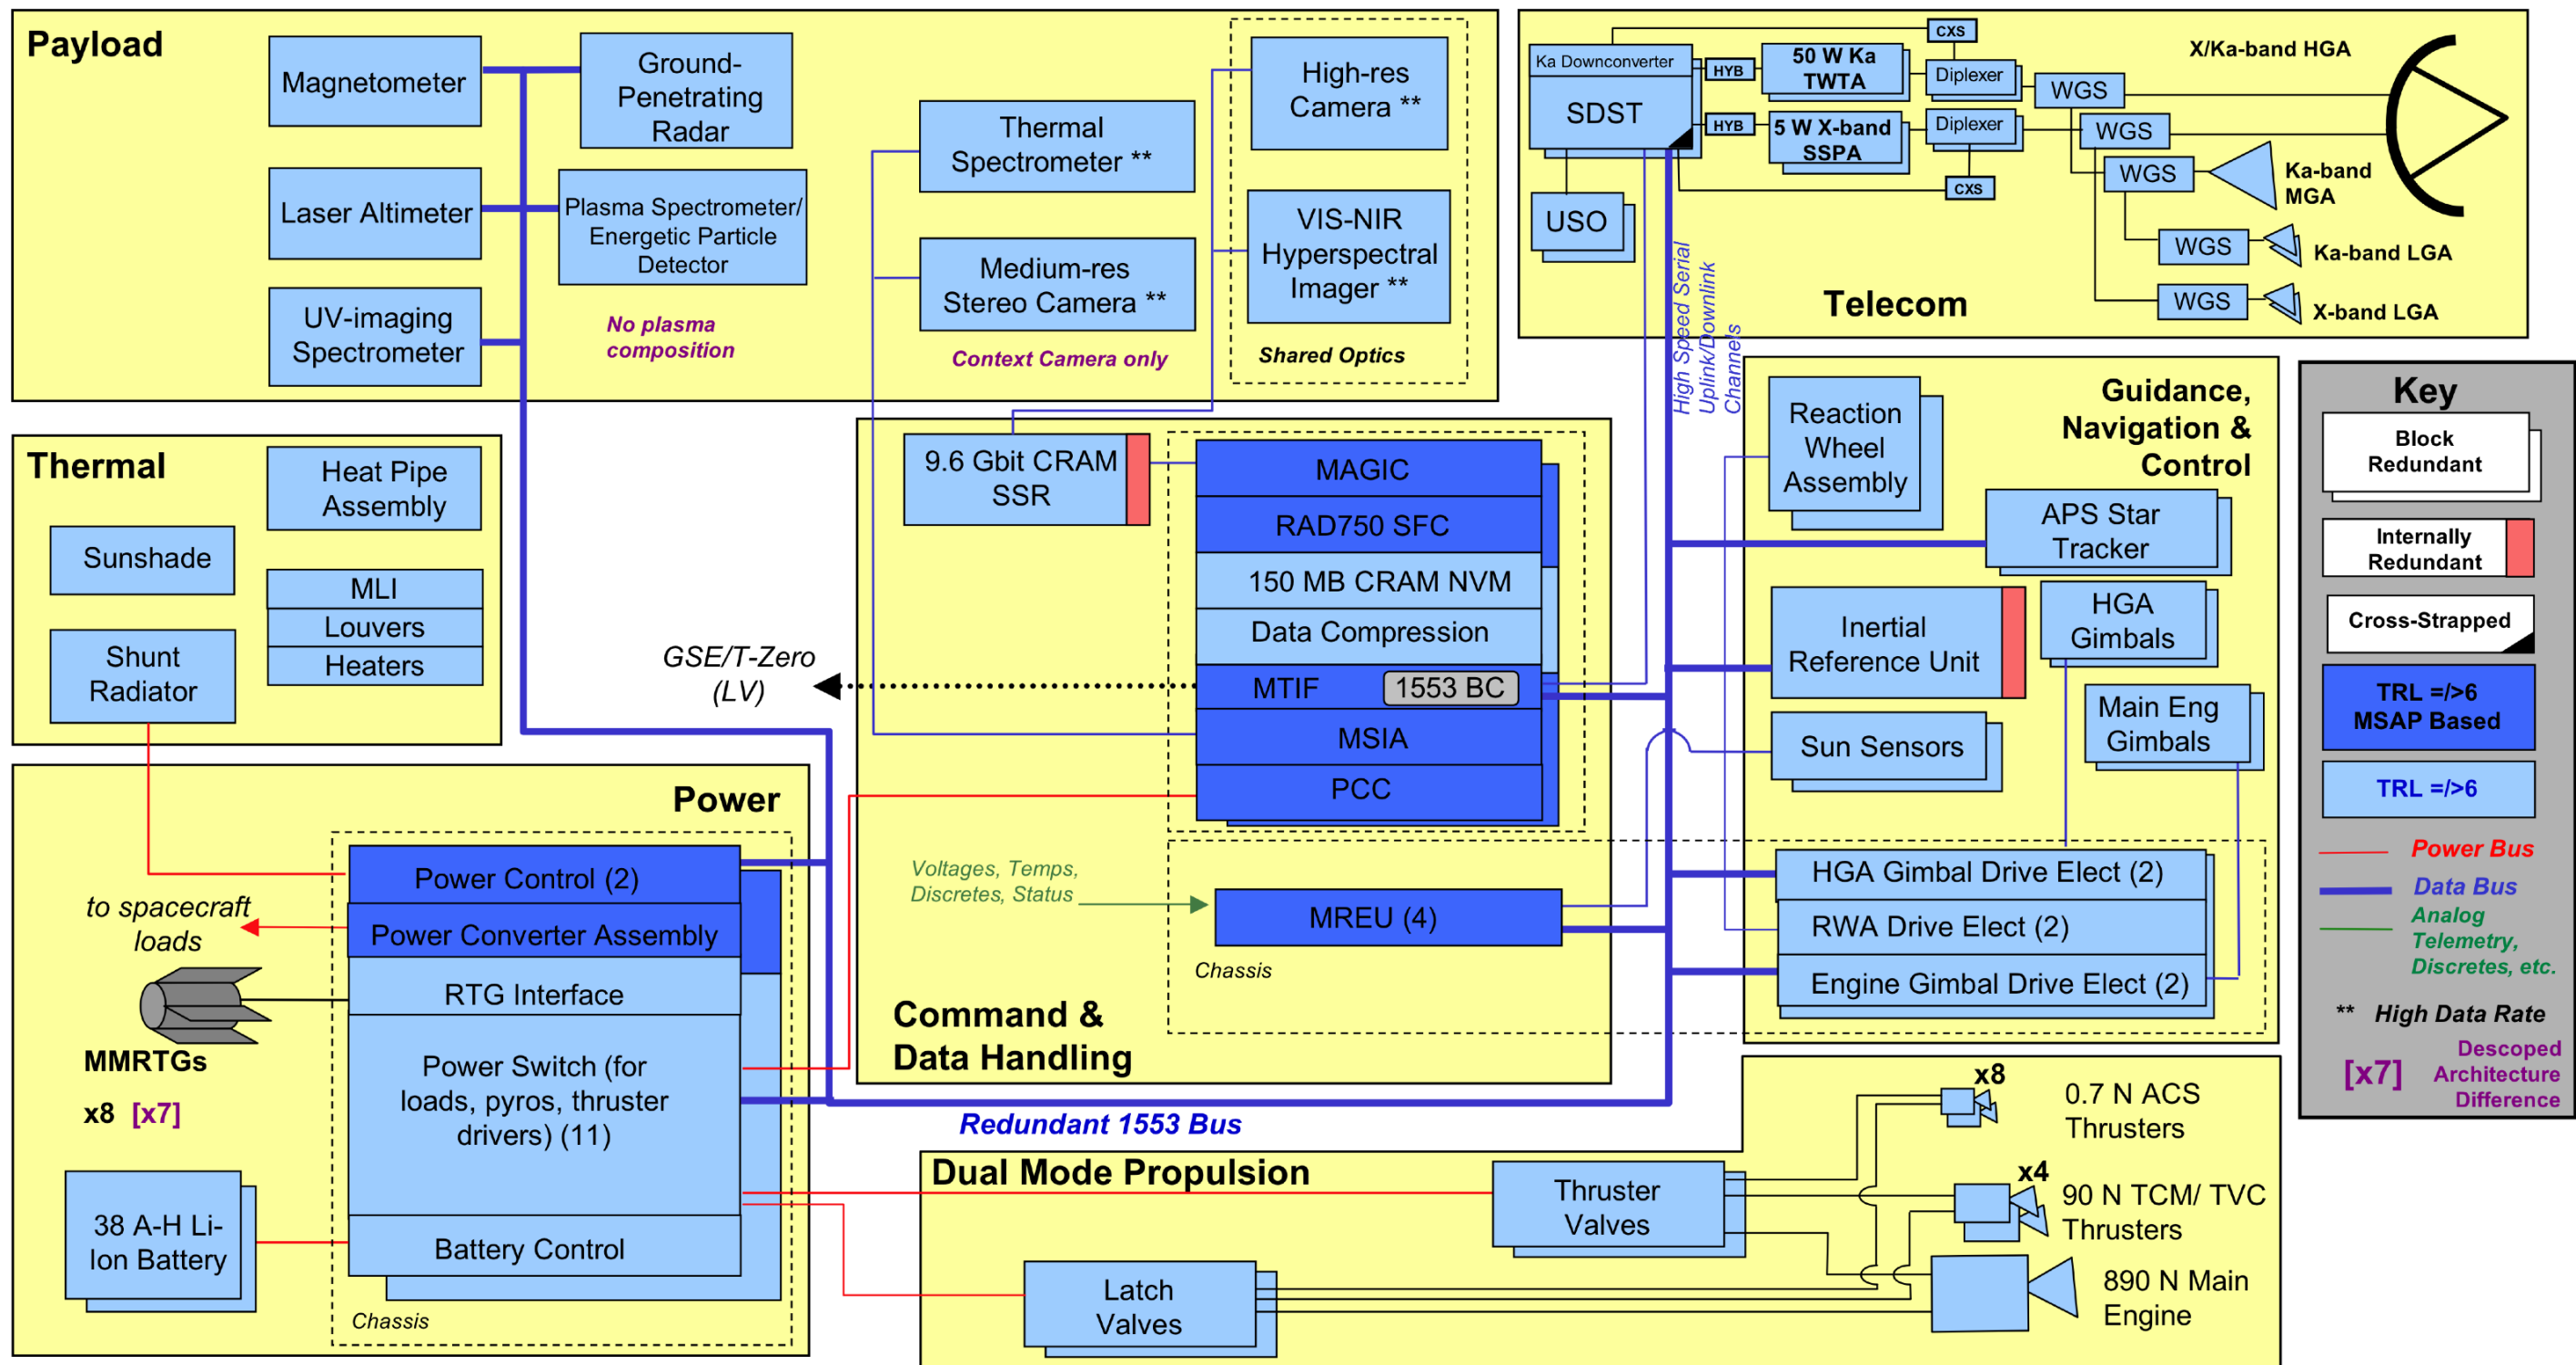 Payload
Magnetometer
Ground-
Penetrating
Radar
Laser Altimeter
Plasma Spectrometer/
Energetic Particle
Detector
UV-imaging
Spectrometer
No plasma
composition
Thermal
Spectrometer **
Medium-res
Stereo Camera **
Context Camera only
High-res
Camera **
VIS-NIR
Hyperspectral
Imager **
Shared Optics
Ka Downconverter
SDST
USO
HYB
HYB
50 W Ka
TWTA
5 W X-band
SSPA
CXS
Diplexer
Diplexer
CXS
WGS
WGS
WGS
WGS
WGS
X/Ka-band HGA
Ka-band
MGA
Ka-band LGA
X-band LGA
Telecom
High Speed Serial
Uplink/Downlink
Channels
Thermal
Heat Pipe
Assembly
Sunshade
MLI
Louvers
Heaters
Shunt
Radiator
GSE/T-Zero
(LV)
9.6 Gbit CRAM
SSR
MAGIC
RAD750 SFC
150 MB CRAM NVM
Data Compression
MTIF
1553 BC
MSIA
PCC
Voltages, Temps,
Discretes, Status
MREU (4)
Chassis
Command &
Data Handling
Guidance,
Navigation &
Control
Reaction
Wheel
Assembly
APS Star
Tracker
Inertial
Reference Unit
HGA
Gimbals
Main Eng
Gimbals
Sun Sensors
HGA Gimbal Drive Elect (2)
RWA Drive Elect (2)
Engine Gimbal Drive Elect (2)
Key
Block
Redundant
Internally
Redundant
Cross-Strapped
TRL =/>6
MSAP Based
TRL =/>6
Power Bus
Data Bus
Analog
Telemetry,
Discretes, etc.
** High Data Rate
[x7] Descoped
Architecture
Difference
Power
Power Control (2)
Power Converter Assembly
RTG Interface
Power Switch (for
loads, pyros, thruster
drivers) (11)
Battery Control
Chassis
to spacecraft
loads
MMRTGs
x8 [x7]
38 A-H Li-
Ion Battery
Redundant 1553 Bus
Dual Mode Propulsion
Thruster
Valves
Latch
Valves
x8
0.7 N ACS
Thrusters
x4
90 N TCM/ TVC
Thrusters
890 N Main
Engine